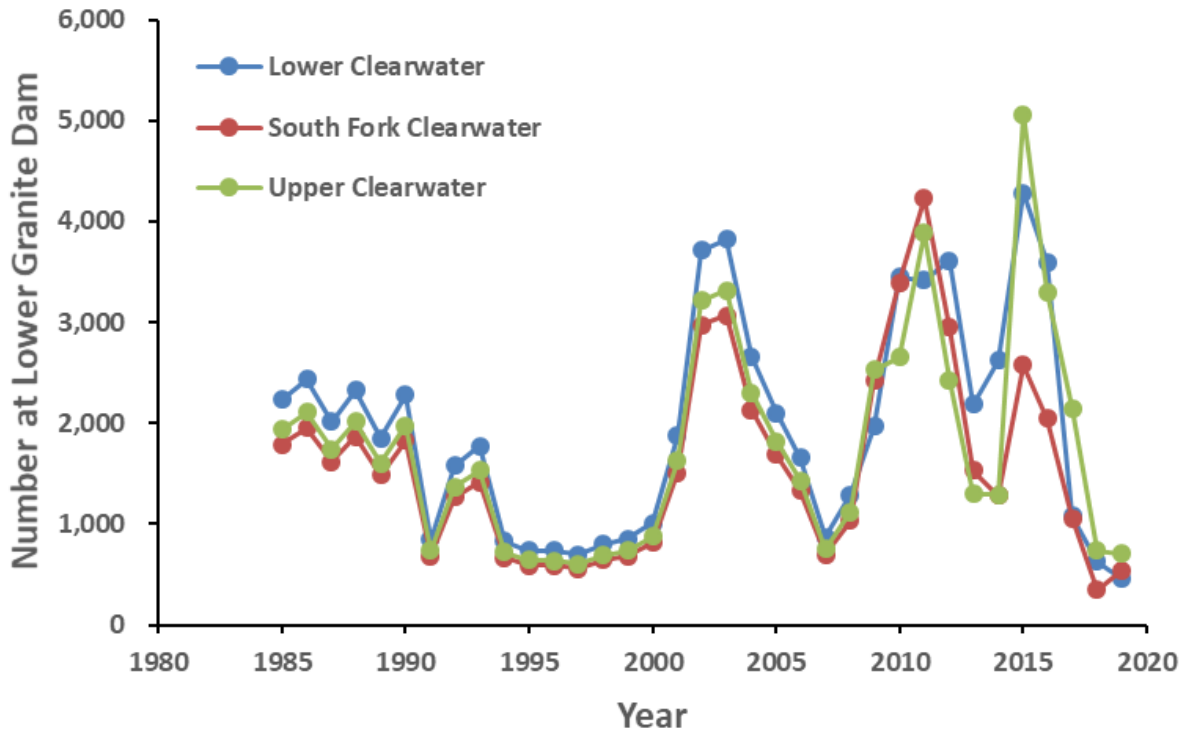 6,000
5,000
4,000
3,000
2,000
1,000
0
Number at Lower Granite Dam
Lower Clearwater
South Fork Clearwater
Upper Clearwater
1980 1985 1990 1995 2000 2005 2010 2015 2020
Year